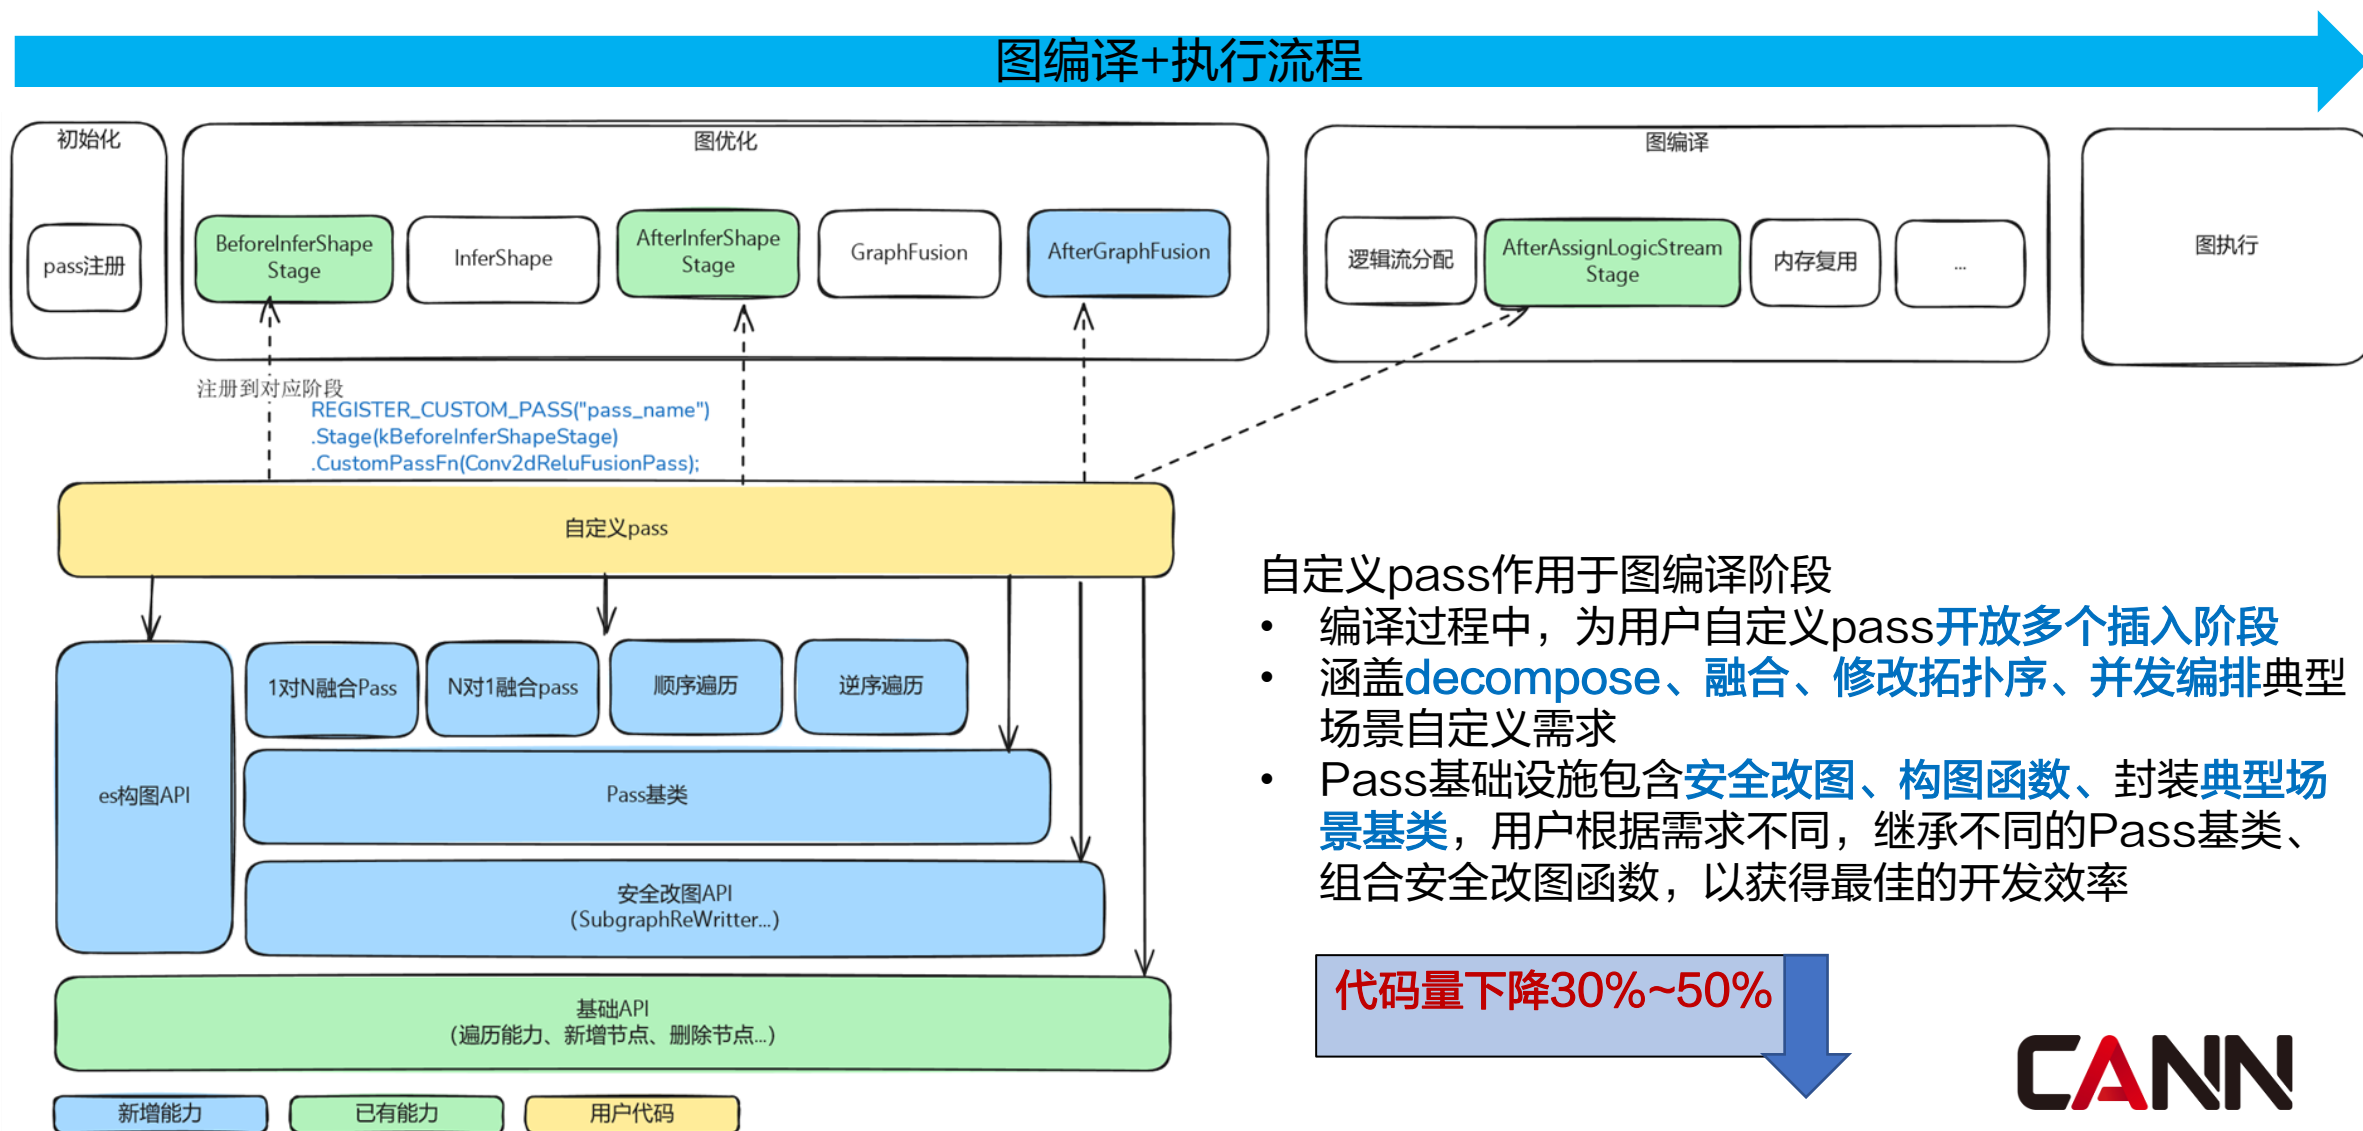 图编译+执行流程
初始化
pass注册
图优化
BeforeInferShape
Stage
InferShape
AfterInferShape
Stage
GraphFusion
AfterGraphFusion
图编译
逻辑流分配
AfterAssignLogicStream
Stage
内存复用
...
图执行
注册到对应阶段
REGISTER_CUSTOM_PASS("pass_name")
.Stage(kBeforeInferShapeStage)
.CustomPassFn(Conv2dReluFusionPass);
自定义pass
es构图API
1对N融合Pass
N对1融合pass
顺序遍历
逆序遍历
Pass基类
安全改图API
(SubgraphReWritter...)
基础API
(遍历能力、新增节点、删除节点...)
新增能力
已有能力
用户代码
自定义pass作用于图编译阶段
• 编译过程中，为用户自定义pass开放多个插入阶段
• 涵盖decompose、融合、修改拓扑序、并发编排典型
场景自定义需求
• Pass基础设施包含安全改图、构图函数、封装典型场
景基类，用户根据需求不同，继承不同的Pass基类、
组合安全改图函数，以获得最佳的开发效率
代码量下降30%~50%
CANN